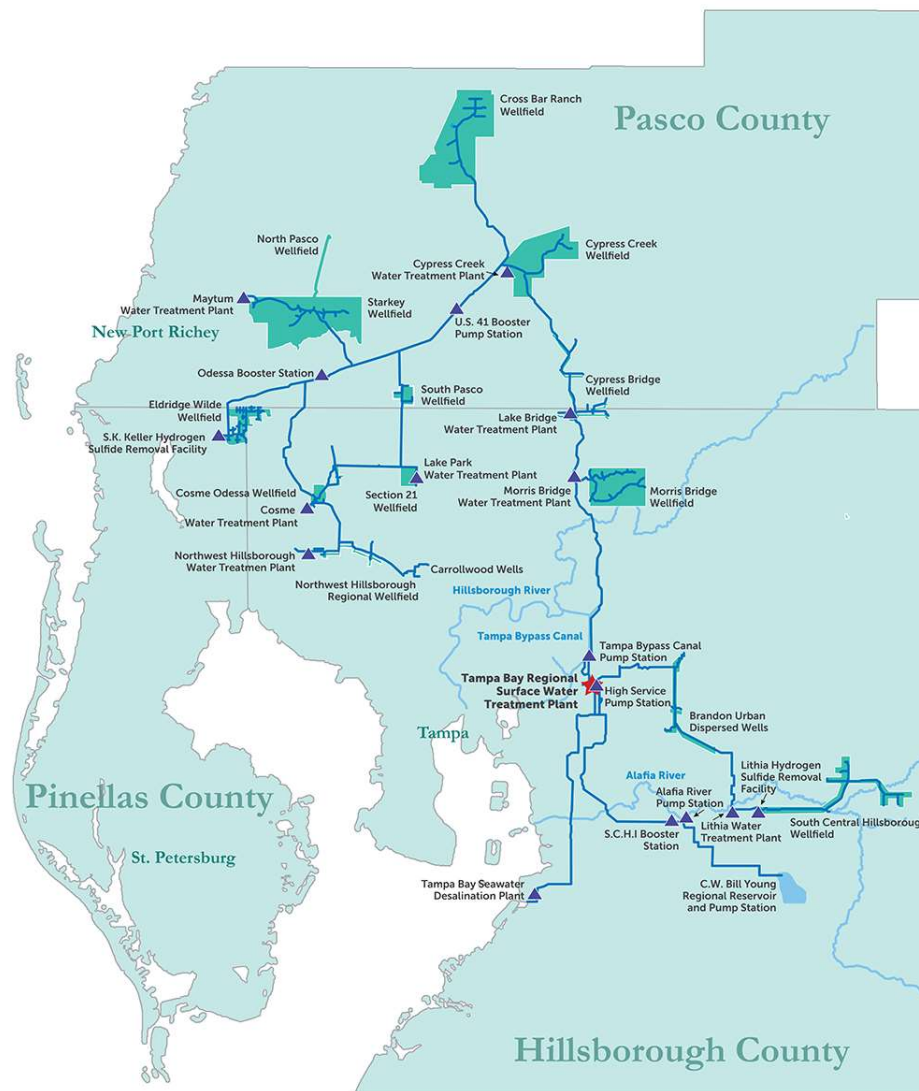 Cross Bar Ranch
Wellfield
Pasco County
North Pasco
Wellfield
Cypress Creek
Water Treatment Plant
Cypress Creek
Wellfield
Maytum
Water Treatment Plant
Starkey
Wellfield
New Port Richey
U.S. 41 Booster
Pump Station
Odessa Booster Station
Eldridge Wilde
Wellfield
South Pasco
Wellfield
Cypress Bridge
Wellfield
Lake Bridge
Water Treatment Plant
S.K. Keller Hydrogen
Sulfide Removal Facility
Lake Park
Water Treatment Plant
Cosme Odessa Wellfield
Section 21
Wellfield
Morris Bridge
Water Treatment Plant
Morris Bridge
Wellfield
Cosme
Water Treatment Plant
Northwest Hillsborough
Water Treatmen Plant
Carrollwood Wells
Northwest Hillsborough
Regional Wellfield
Hillsborough River
Tampa Bypass Canal
Tampa Bypass Canal
Pump Station
Tampa Bay Regional
Surface Water
Treatment Plant
High Service
Pump Station
Brandon Urban
Dispersed Wells
Tampa
Lithia Hydrogen
Sulfide Removal
Facility
Alafia River
Alafia River
Pump Station
Pinellas County
S.C.H.I Booster
Station
Lithia Water
Treatment Plant
South Central Hillsboroug
Wellfield
St. Petersburg
Tampa Bay Seawater
Desalination Plant
C.W. Bill Young
Regional Reservoir
and Pump Station
Hillsborough County